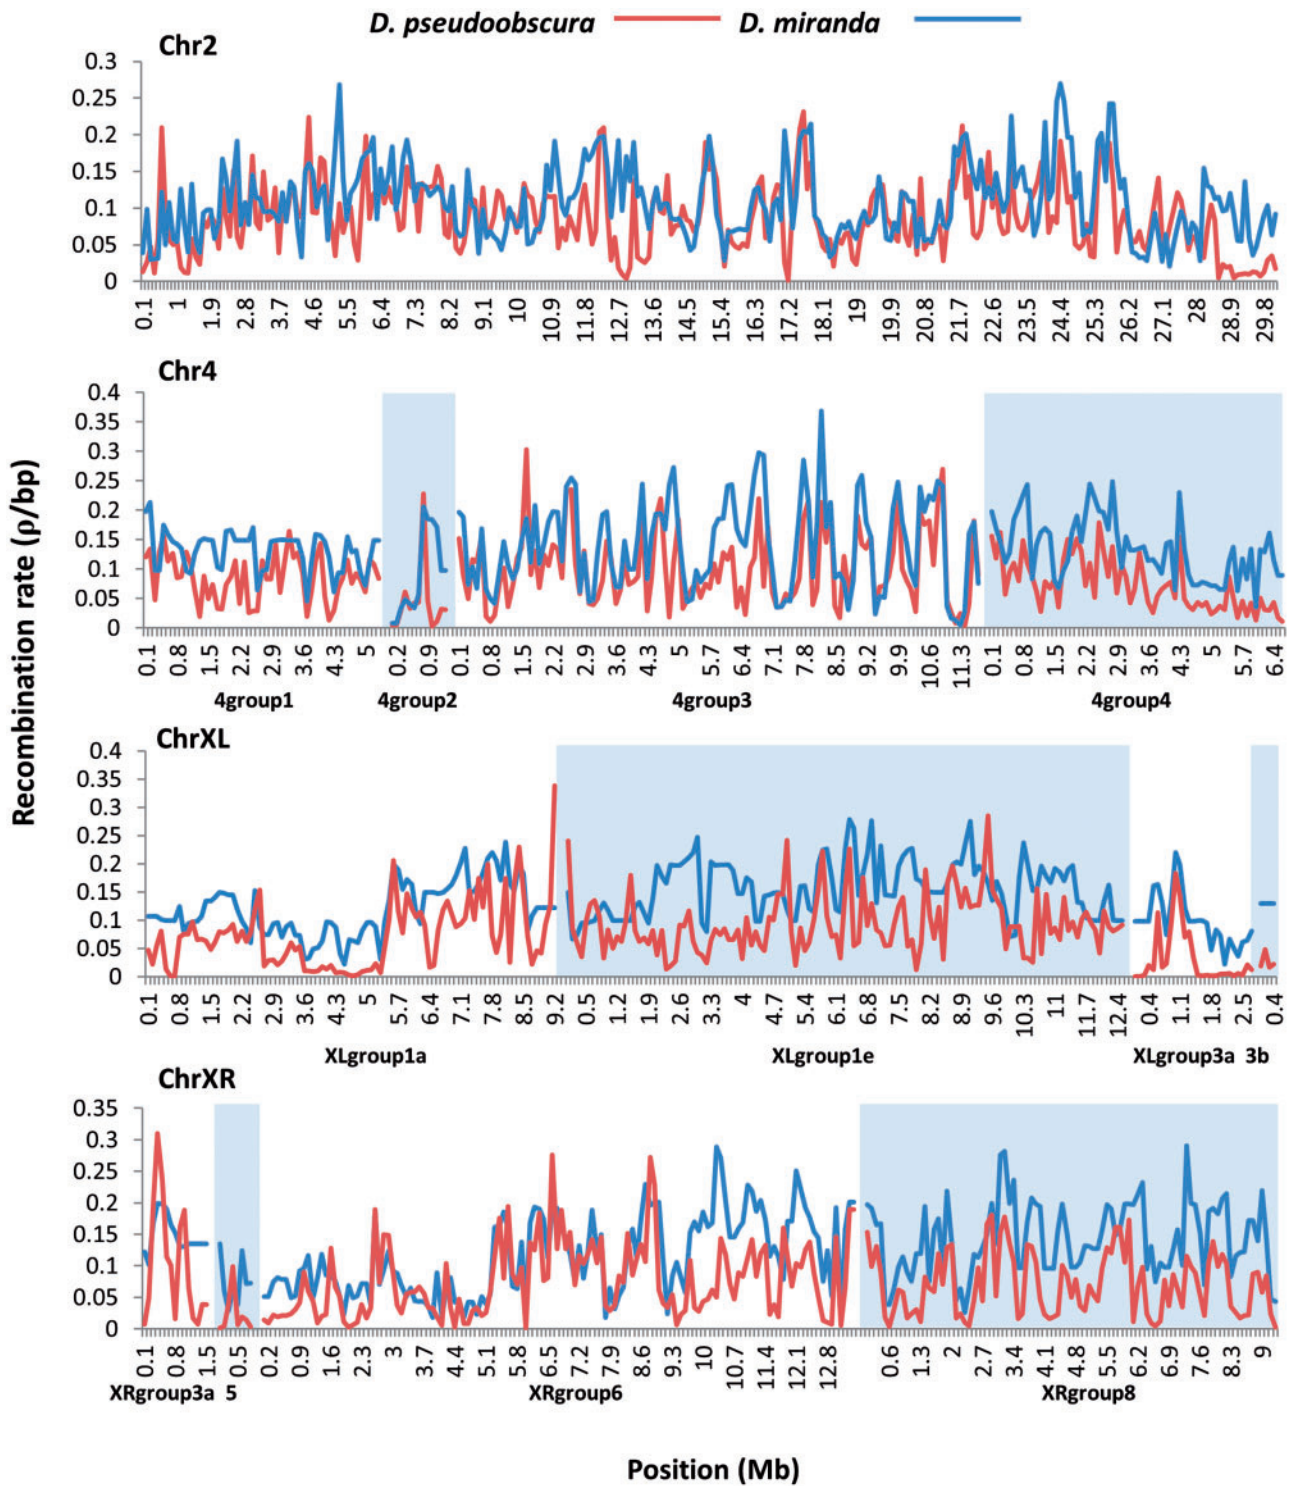 D. pseudoobscura D. miranda
Recombination rate (ρ/bp)
Chr2
0.3
0.25
0.2
0.15
0.1
0.05
0
0.1 1 1.9 2.8 3.7 4.6 5.5 6.4 7.3 8.2 9.1 10 10.9 11.8 12.7 13.6 14.5 15.4 16.3 17.2 18.1 19 19.9 20.8 21.7 22.6 23.5 24.4 25.3 26.2 27.1 28 28.9 29.8
Chr4
0.4
0.35
0.3
0.25
0.2
0.15
0.1
0.05
0
0.1 0.8 1.5 2.2 2.9 3.6 4.3 5 0.2 0.9 0.1 0.8 1.5 2.2 2.9 3.6 4.3 5 5.7 6.4 7.1 7.8 8.5 9.2 9.9 10.6 11.3 0.1 0.8 1.5 2.2 2.9 3.6 4.3 5 5.7 6.4
4group1 4group2 4group3 4group4
ChrXL
0.4
0.35
0.3
0.25
0.2
0.15
0.1
0.05
0
0.1 0.8 1.5 2.2 2.9 3.6 4.3 5 5.7 6.4 7.1 7.8 8.5 9.2 0.5 1.2 1.9 2.6 3.3 4 4.7 5.4 6.1 6.8 7.5 8.2 8.9 9.6 10.3 11 11.7 12.4 0.4 1.1 1.8 2.5 0.4
XLgroup1a XLgroup1e XLgroup3a 3b
ChrXR
0.35
0.3
0.25
0.2
0.15
0.1
0.05
0
0.1 0.8 1.5 0.5 0.2 0.9 1.6 2.3 3 3.7 4.4 5.1 5.8 6.5 7.2 7.9 8.6 9.3 10 10.7 11.4 12.1 12.8 0.6 1.3 2 2.7 3.4 4.1 4.8 5.5 6.2 6.9 7.6 8.3 9
XRgroup3a 5 XRgroup6 XRgroup8
Position (Mb)